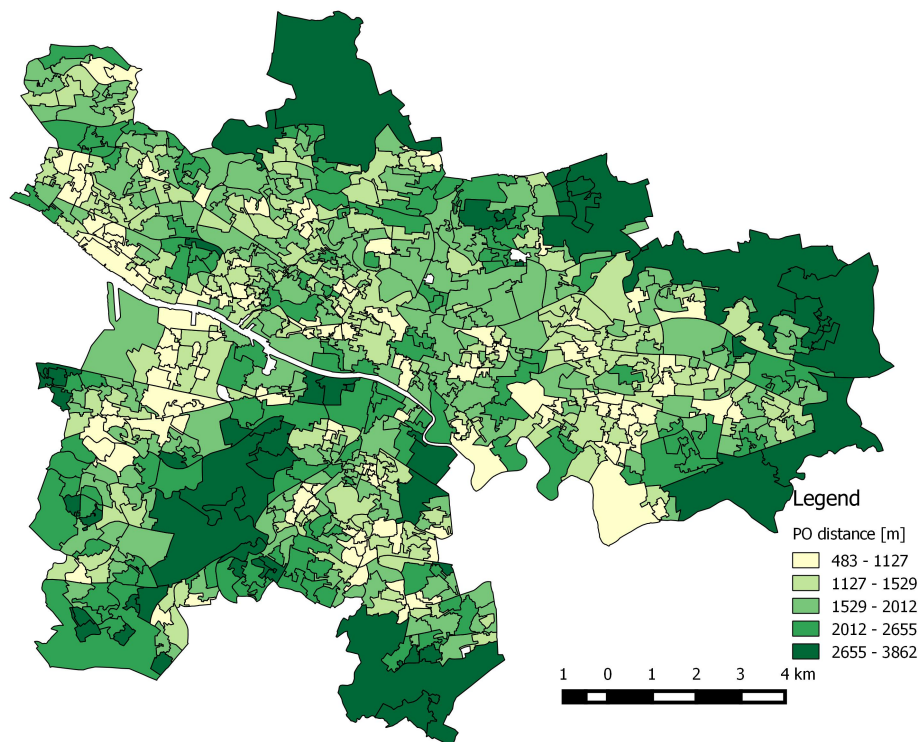 Legend
PO distance [m]
483 - 1127
1127 - 1529
1529 - 2012
2012 - 2655
2655 - 3862
1 0 1 2 3 4 km